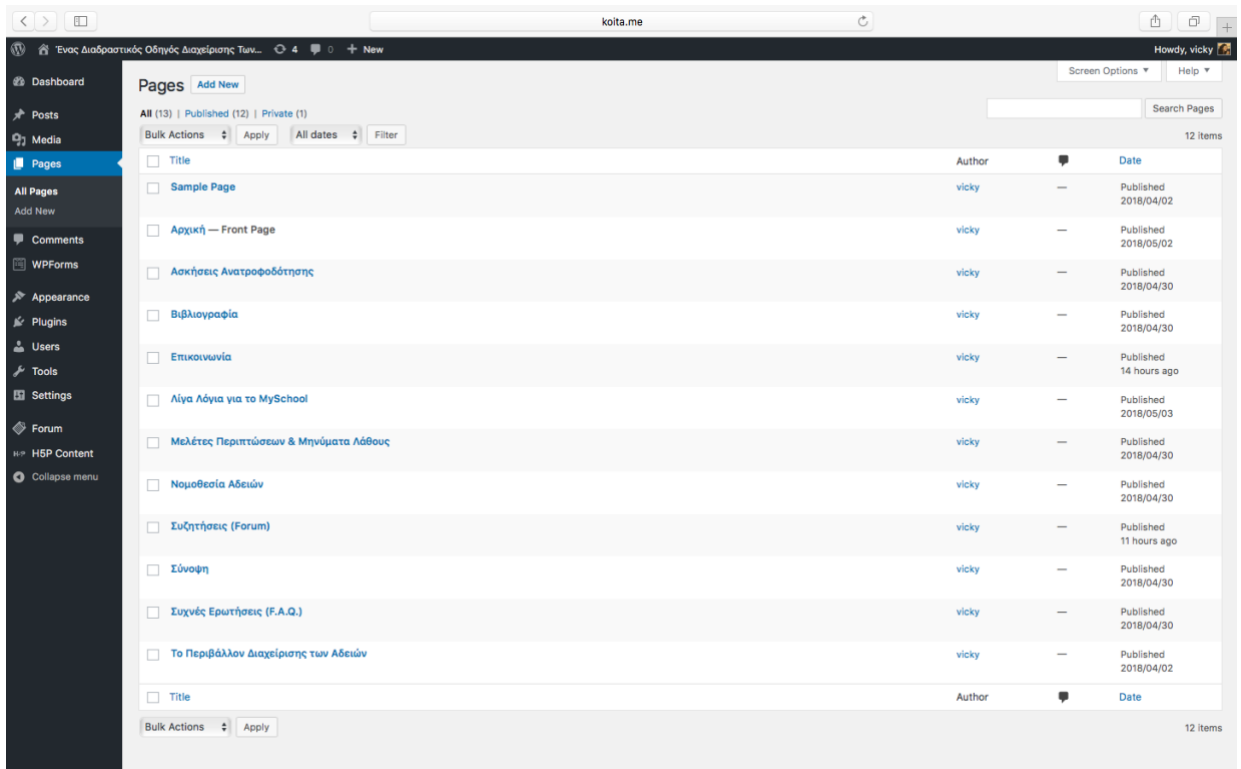 koita.me
Ένας Διαδραστικός Οδηγός Διαχείρισης Των... 4 0 + New Howdy, vicky
Dashboard
Posts
Media
Pages
All Pages
Add New
Comments
WPForms
Appearance
Plugins
Users
Tools
Settings
Forum
H5P Content
Collapse menu
Screen Options ▼ Help ▼
Pages Add New
All (13) | Published (12) | Private (1) Search Pages
Bulk Actions Apply All dates Filter 12 items
Title Author Date
Sample Page vicky — Published
2018/04/02
Αρχική — Front Page vicky — Published
2018/05/02
Ασκήσεις Ανατροφοδότησης vicky — Published
2018/04/30
Βιβλιογραφία vicky — Published
2018/04/30
Επικοινωνία vicky — Published
14 hours ago
Λίγα Λόγια για το MySchool vicky — Published
2018/05/03
Μελέτες Περιπτώσεων & Μηνύματα Λάθους vicky — Published
2018/04/30
Νομοθεσία Αδειών vicky — Published
2018/04/30
Συζητήσεις (Forum) vicky — Published
11 hours ago
Σύνοψη vicky — Published
2018/04/30
Συχνές Ερωτήσεις (F.A.Q.) vicky — Published
2018/04/30
Το Περιβάλλον Διαχείρισης των Αδειών vicky — Published
2018/04/02
Title Author Date
Bulk Actions Apply 12 items